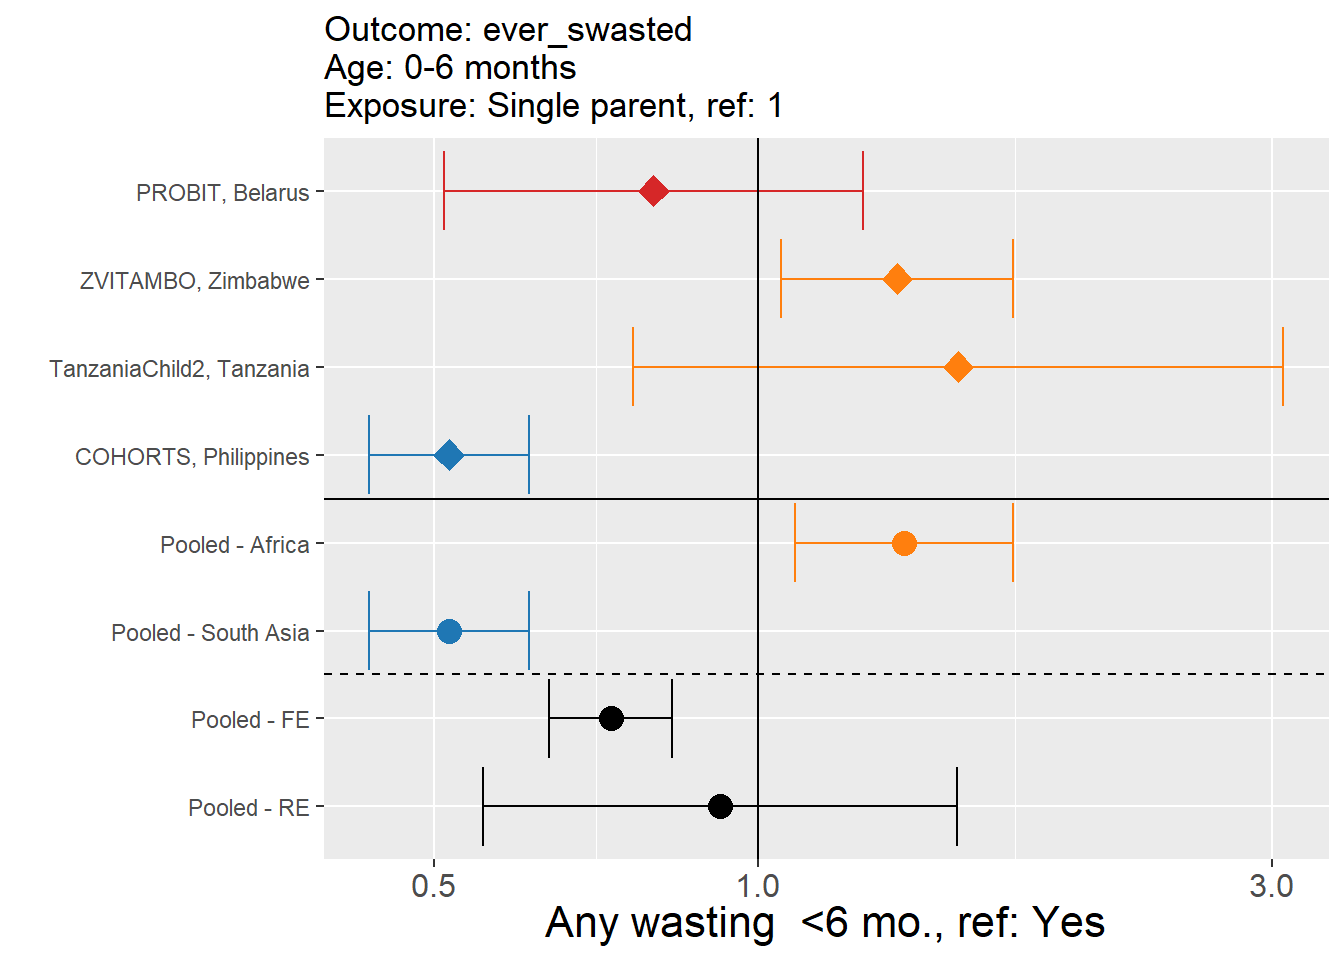 Outcome: ever_swasted
Age: 0-6 months
Exposure: Single parent, ref: 1
PROBIT, Belarus
ZVITAMBO, Zimbabwe
TanzaniaChild2, Tanzania
COHORTS, Philippines
Pooled - Africa
Pooled - South Asia
Pooled - FE
Pooled - RE
0.5 1.0 3.0
Any wasting  <6 mo., ref: Yes